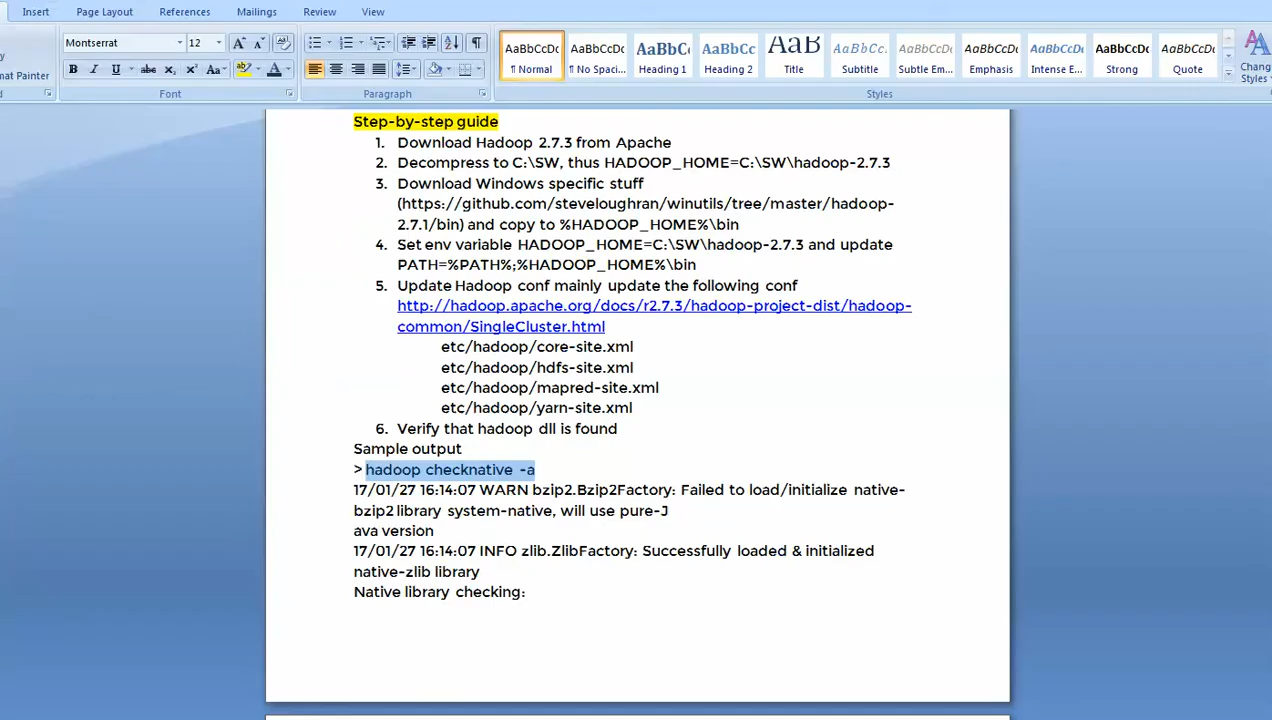 Insert Page Layout References Mailings Review View
Montserrat 12
AaBbCcDc AaBbCcDc AaBbCc AaBbCc AaB AaBbCc. AaBbCcDc AaBbCcDc AaBbCcDc AaBbCcDc AaBbCcDc
¶ Normal ¶ No Spaci... Heading 1 Heading 2 Title Subtitle Subtle Em... Emphasis Intense E... Strong Quote
Styles
mat Painter
Font Paragraph Styles
Step-by-step guide
1. Download Hadoop 2.7.3 from Apache
2. Decompress to C:\SW, thus HADOOP_HOME=C:\SW\hadoop-2.7.3
3. Download Windows specific stuff
(https://github.com/steveloughran/winutils/tree/master/hadoop-
2.7.1/bin) and copy to %HADOOP_HOME%\bin
4. Set env variable HADOOP_HOME=C:\SW\hadoop-2.7.3 and update
PATH=%PATH%;%HADOOP_HOME%\bin
5. Update Hadoop conf mainly update the following conf
http://hadoop.apache.org/docs/r2.7.3/hadoop-project-dist/hadoop-
common/SingleCluster.html
etc/hadoop/core-site.xml
etc/hadoop/hdfs-site.xml
etc/hadoop/mapred-site.xml
etc/hadoop/yarn-site.xml
6. Verify that hadoop dll is found
Sample output
> hadoop checknative -a
17/01/27 16:14:07 WARN bzip2.Bzip2Factory: Failed to load/initialize native-
bzip2 library system-native, will use pure-J
ava version
17/01/27 16:14:07 INFO zlib.ZlibFactory: Successfully loaded & initialized
native-zlib library
Native library checking: